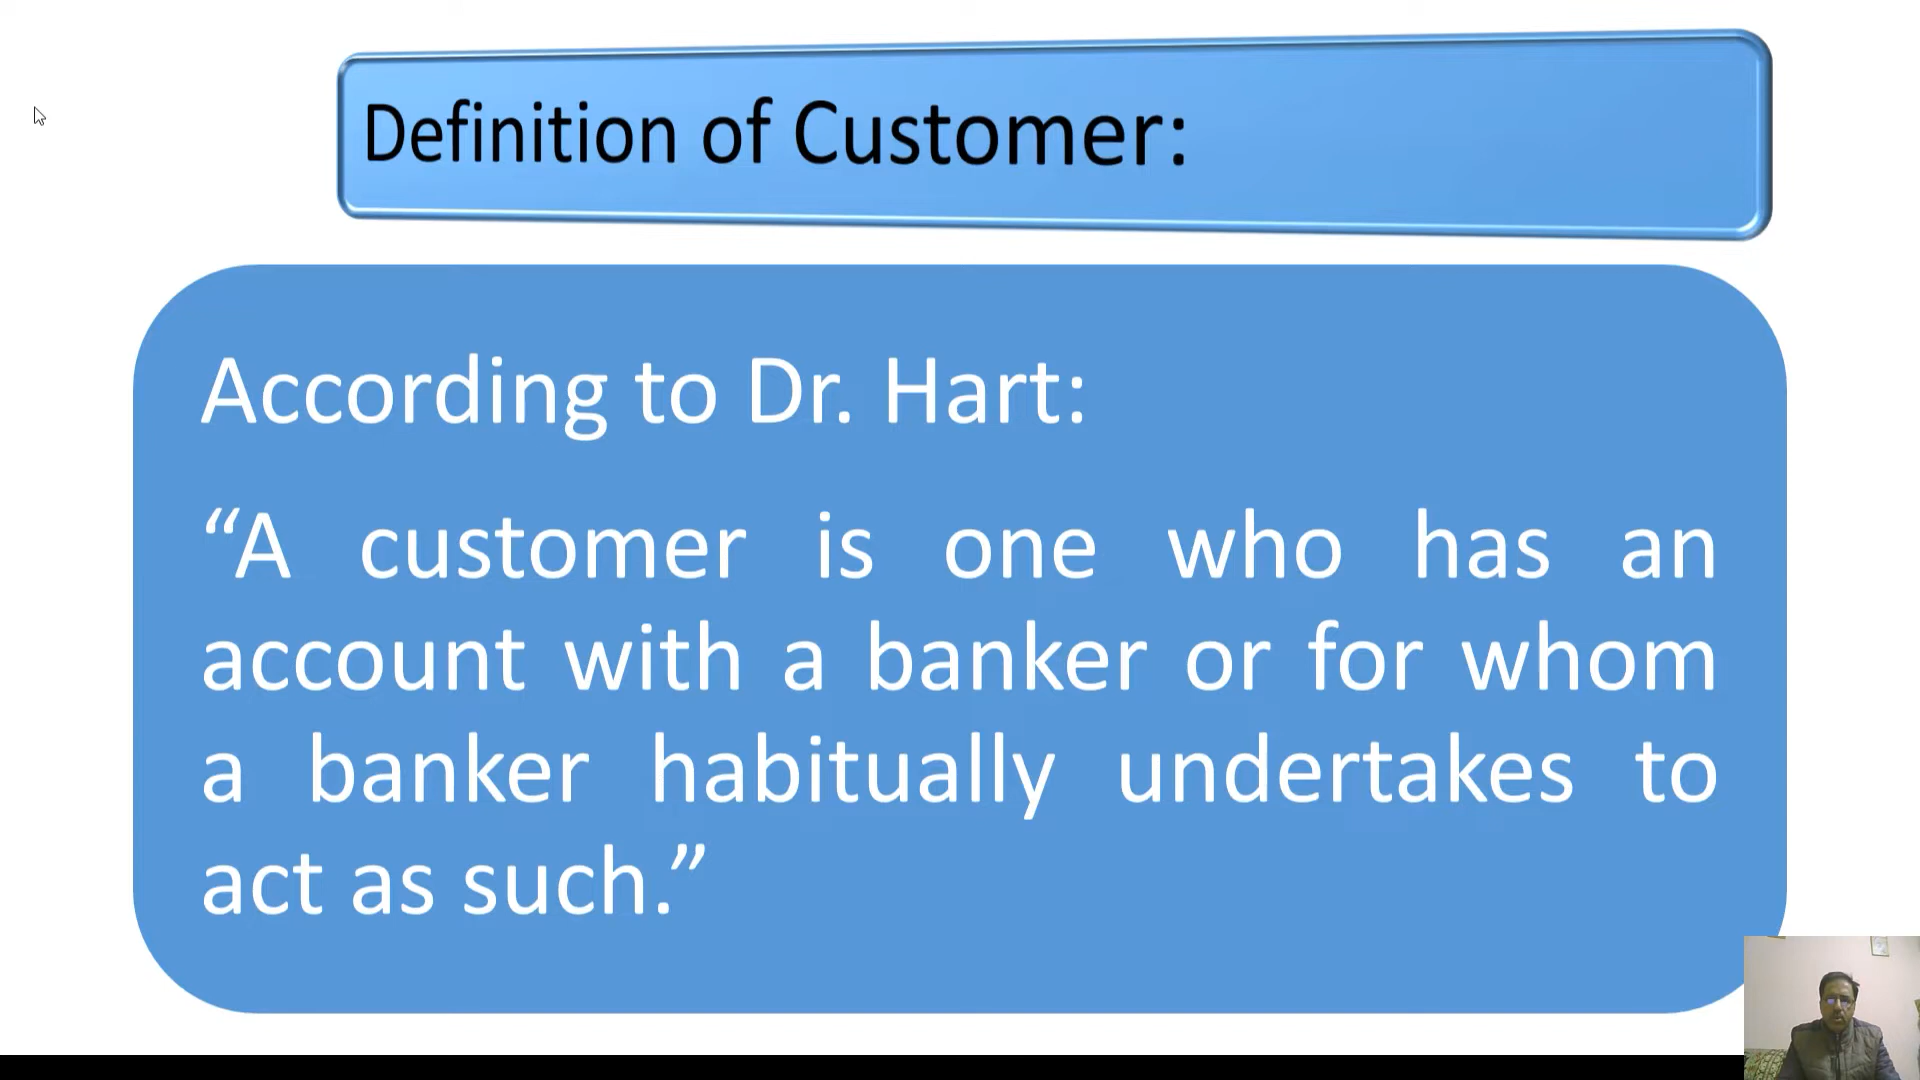 Definition of Customer:
According to Dr. Hart:
“A customer is one who has an
account with a banker or for whom
a banker habitually undertakes to
act as such.”